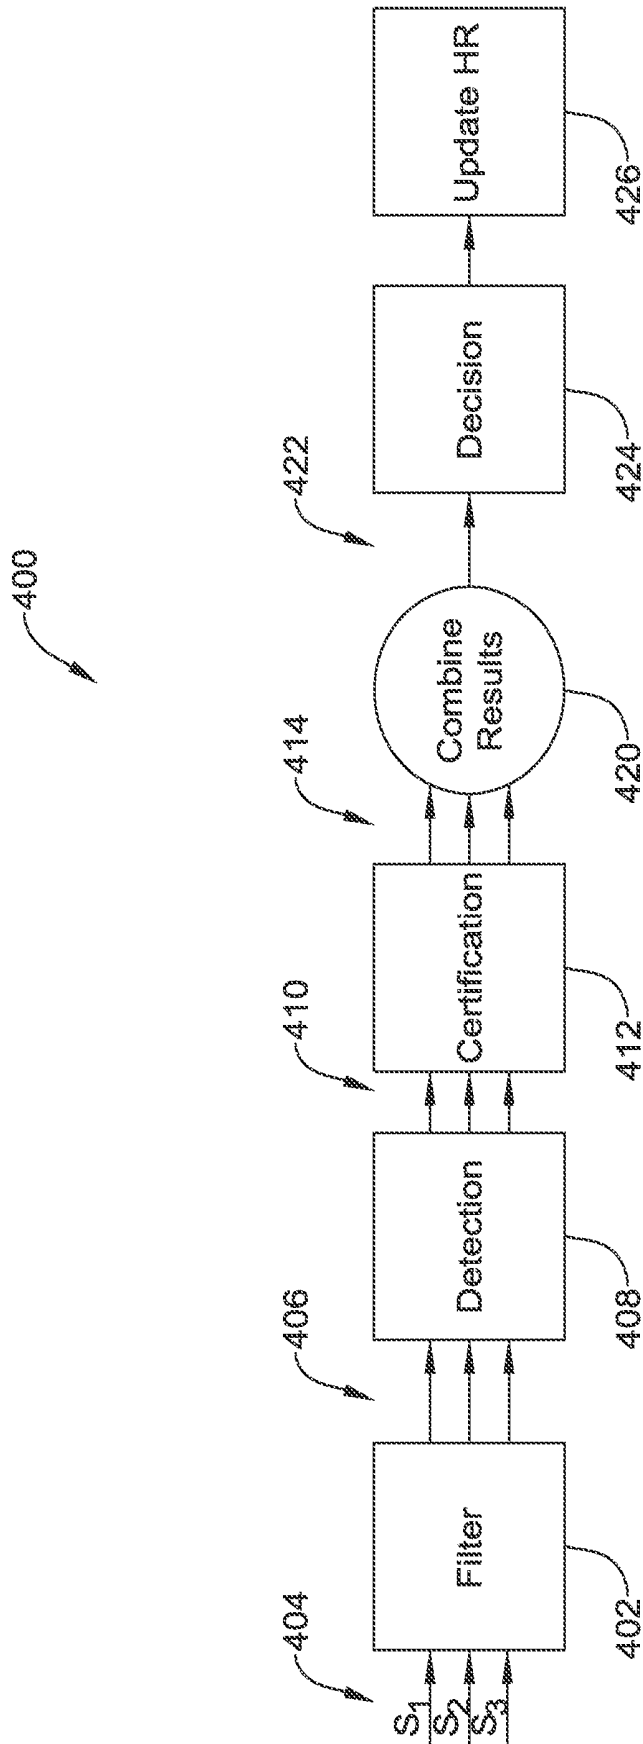 400
404
406
410
414
422
S1
S2
S3
Filter
Detection
Certification
Combine
Results
Decision
Update HR
402
408
412
420
424
426